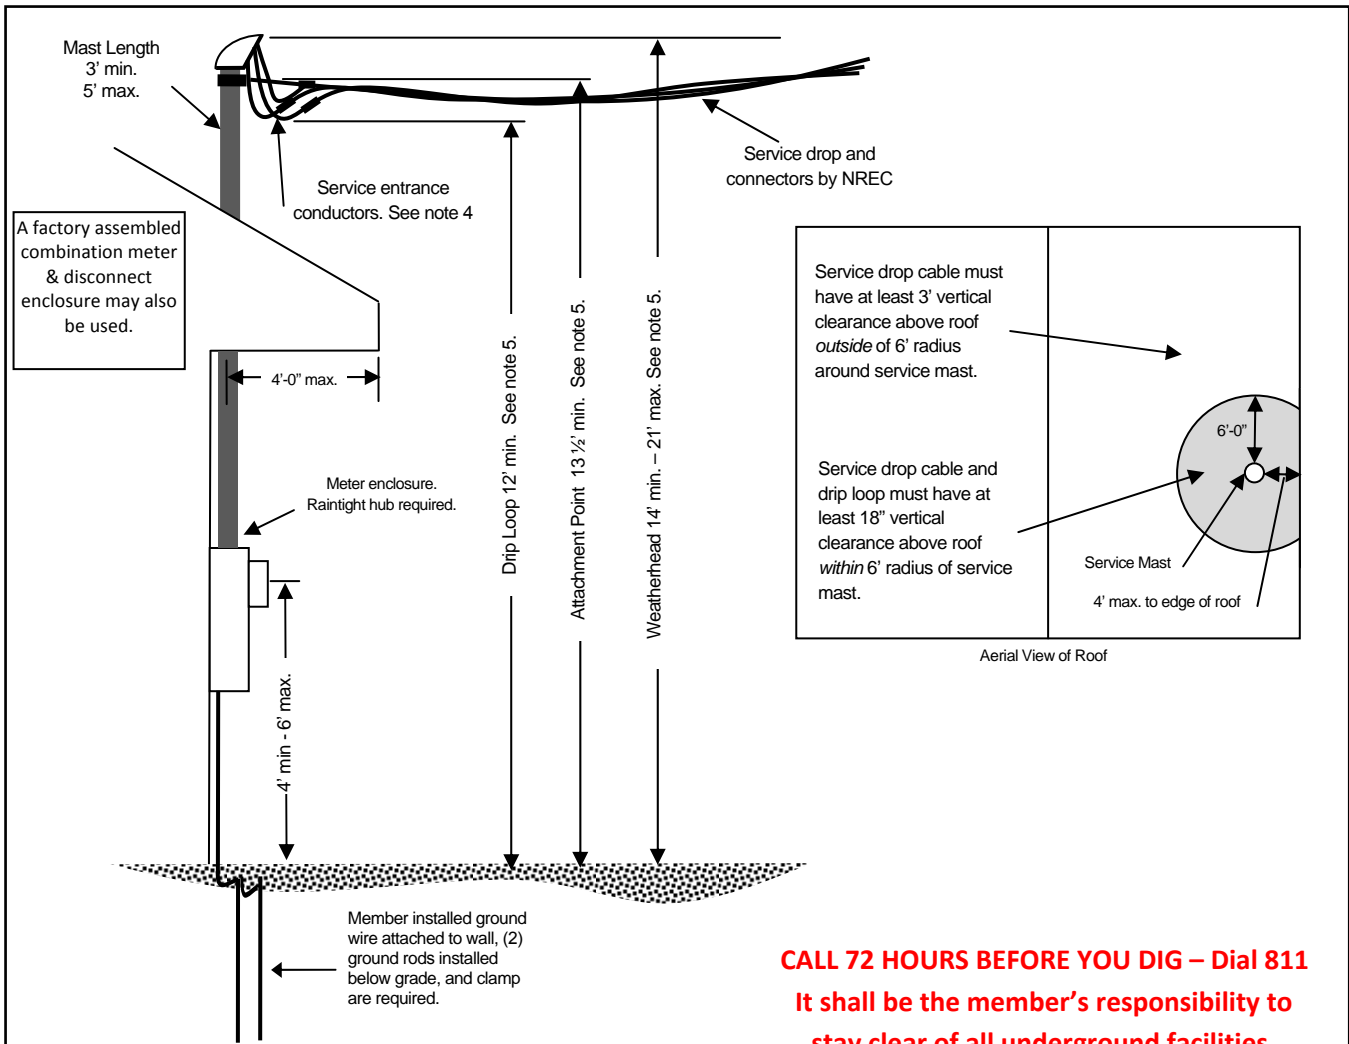 Mast Length
3' min.
5' max.
Service entrance
conductors. See note 4
Service drop and
connectors by NREC
A factory assembled
combination meter
& disconnect
enclosure may also
be used.
4'-0” max.
Meter enclosure.
Raintight hub required.
4' min - 6' max.
Drip Loop 12' min. See note 5.
Attachment Point 13 ½' min. See note 5.
Weatherhead 14' min. – 21' max. See note 5.
Service drop cable must
have at least 3' vertical
clearance above roof
outside of 6' radius
around service mast.
Service drop cable and
drip loop must have at
least 18” vertical
clearance above roof
within 6' radius of service
mast.
6'-0”
Service Mast
4' max. to edge of roof
Aerial View of Roof
Member installed ground
wire attached to wall, (2)
ground rods installed
below grade, and clamp
are required.
CALL 72 HOURS BEFORE YOU DIG – Dial 811
It shall be the member's responsibility to
stay clear of all underground facilities